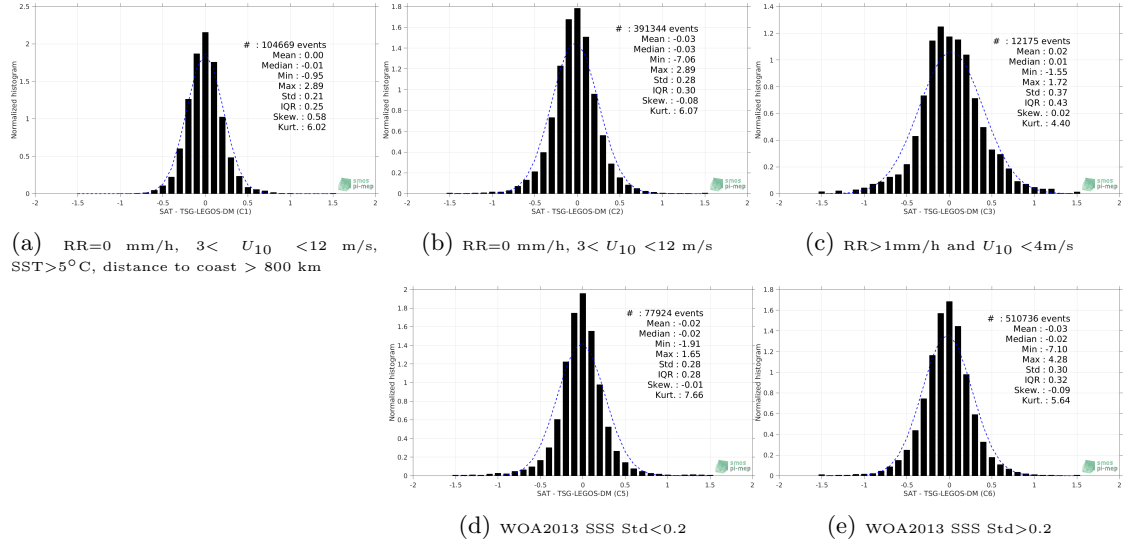 Normalized histogram
2.5
2
1.5
1
0.5
0
-2 -1.5 -1 -0.5 0 0.5 1 1.5 2
SAT - TSG-LEGOS-DM (C1)
# : 104669 events
Mean : 0.00
Median : -0.01
Min : -0.95
Max : 2.89
Std : 0.21
IQR : 0.25
Skew. : 0.58
Kurt. : 6.02
smos
pi-mep
(a) RR=0 mm/h, 3< U10 <12 m/s,
SST>5°C, distance to coast > 800 km
Normalized histogram
1.8
1.6
1.4
1.2
1
0.8
0.6
0.4
0.2
0
-2 -1.5 -1 -0.5 0 0.5 1 1.5 2
SAT - TSG-LEGOS-DM (C2)
# : 391344 events
Mean : -0.03
Median : -0.03
Min : -7.06
Max : 2.89
Std : 0.28
IQR : 0.30
Skew. : -0.08
Kurt. : 6.07
smos
pi-mep
(b) RR=0 mm/h, 3< U10 <12 m/s
Normalized histogram
1.4
1.2
1
0.8
0.6
0.4
0.2
0
-2 -1.5 -1 -0.5 0 0.5 1 1.5 2
SAT - TSG-LEGOS-DM (C3)
# : 12175 events
Mean : 0.02
Median : 0.01
Min : -1.55
Max : 1.72
Std : 0.37
IQR : 0.43
Skew. : 0.02
Kurt. : 4.40
smos
pi-mep
(c) RR>1mm/h and U10 <4m/s
Normalized histogram
2
1.8
1.6
1.4
1.2
1
0.8
0.6
0.4
0.2
0
-2 -1.5 -1 -0.5 0 0.5 1 1.5 2
SAT - TSG-LEGOS-DM (C5)
# : 77924 events
Mean : -0.02
Median : -0.02
Min : -1.91
Max : 1.65
Std : 0.28
IQR : 0.28
Skew. : -0.01
Kurt. : 7.66
smos
pi-mep
(d) WOA2013 SSS Std<0.2
Normalized histogram
1.8
1.6
1.4
1.2
1
0.8
0.6
0.4
0.2
0
-2 -1.5 -1 -0.5 0 0.5 1 1.5 2
SAT - TSG-LEGOS-DM (C6)
# : 510736 events
Mean : -0.03
Median : -0.02
Min : -7.10
Max : 4.28
Std : 0.30
IQR : 0.32
Skew. : -0.09
Kurt. : 5.64
smos
pi-mep
(e) WOA2013 SSS Std>0.2